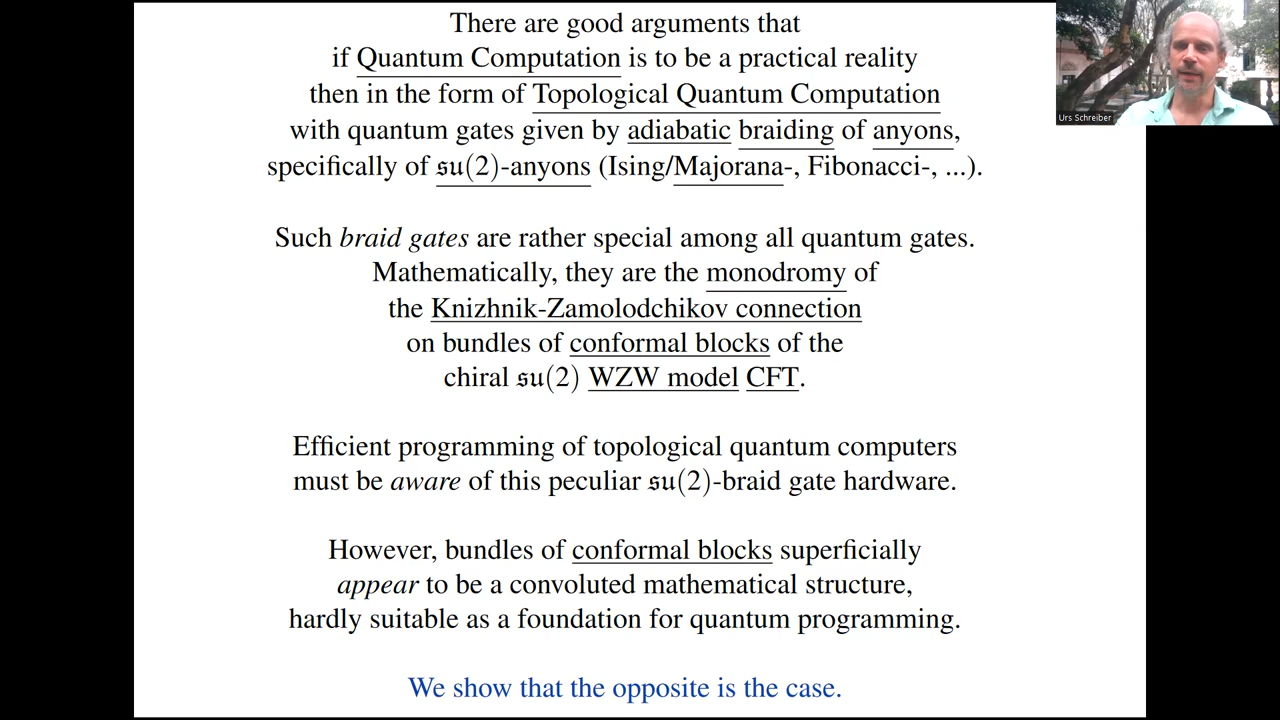 There are good arguments that
if Quantum Computation is to be a practical reality
then in the form of Topological Quantum Computation
with quantum gates given by adiabatic braiding of anyons,
specifically of 𝔰𝔲(2)-anyons (Ising/Majorana-, Fibonacci-, ...).
Such braid gates are rather special among all quantum gates.
Mathematically, they are the monodromy of
the Knizhnik-Zamolodchikov connection
on bundles of conformal blocks of the
chiral 𝔰𝔲(2) WZW model CFT.
Efficient programming of topological quantum computers
must be aware of this peculiar 𝔰𝔲(2)-braid gate hardware.
However, bundles of conformal blocks superficially
appear to be a convoluted mathematical structure,
hardly suitable as a foundation for quantum programming.
We show that the opposite is the case.
Urs Schreiber